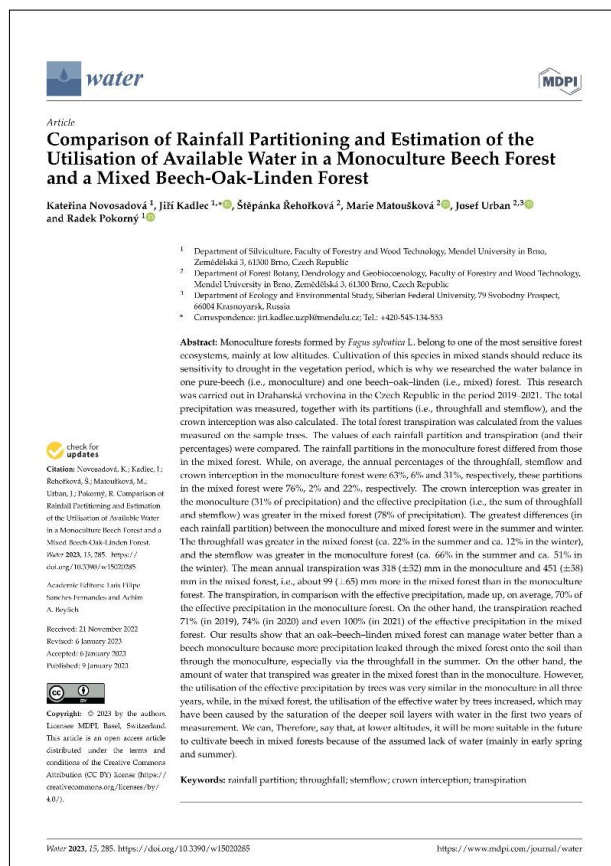 water
MDPI
Article
Comparison of Rainfall Partitioning and Estimation of the
Utilisation of Available Water in a Monoculture Beech Forest
and a Mixed Beech-Oak-Linden Forest
Kateřina Novosadová 1, Jiří Kadlec 1,*, Štěpánka Řehořková 2, Marie Matoušková 2, Josef Urban 2,3
and Radek Pokorný 1
1 Department of Silviculture, Faculty of Forestry and Wood Technology, Mendel University in Brno,
Zemědělská 3, 61300 Brno, Czech Republic
2 Department of Forest Botany, Dendrology and Geobiocoenology, Faculty of Forestry and Wood Technology,
Mendel University in Brno, Zemědělská 3, 61300 Brno, Czech Republic
3 Department of Ecology and Environmental Study, Siberian Federal University, 79 Svobodny Prospect,
66004 Krasnoyarsk, Russia
* Correspondence: jiri.kadlec.uzpl@mendelu.cz; Tel.: +420-545-134-553
Abstract: Monoculture forests formed by Fagus sylvatica L. belong to one of the most sensitive forest
ecosystems, mainly at low altitudes. Cultivation of this species in mixed stands should reduce its
sensitivity to drought in the vegetation period, which is why we researched the water balance in
one pure-beech (i.e., monoculture) and one beech–oak–linden (i.e., mixed) forest. This research
was carried out in Drahanská vrchovina in the Czech Republic in the period 2019–2021. The total
precipitation was measured, together with its partitions (i.e., throughfall and stemflow), and the
crown interception was also calculated. The total forest transpiration was calculated from the values
measured on the sample trees. The values of each rainfall partition and transpiration (and their
percentages) were compared. The rainfall partitions in the monoculture forest differed from those
in the mixed forest. While, on average, the annual percentages of the throughfall, stemflow and
crown interception in the monoculture forest were 63%, 6% and 31%, respectively, these partitions
in the mixed forest were 76%, 2% and 22%, respectively. The crown interception was greater in
the monoculture (31% of precipitation) and the effective precipitation (i.e., the sum of throughfall
and stemflow) was greater in the mixed forest (78% of precipitation). The greatest differences (in
each rainfall partition) between the monoculture and mixed forest were in the summer and winter.
The throughfall was greater in the mixed forest (ca. 22% in the summer and ca. 12% in the winter),
and the stemflow was greater in the monoculture forest (ca. 66% in the summer and ca. 51% in
the winter). The mean annual transpiration was 318 (±52) mm in the monoculture and 451 (±58)
mm in the mixed forest, i.e., about 99 (±65) mm more in the mixed forest than in the monoculture
forest. The transpiration, in comparison with the effective precipitation, made up, on average, 70% of
the effective precipitation in the monoculture forest. On the other hand, the transpiration reached
71% (in 2019), 74% (in 2020) and even 100% (in 2021) of the effective precipitation in the mixed
forest. Our results show that an oak–beech–linden mixed forest can manage water better than a
beech monoculture because more precipitation leaked through the mixed forest onto the soil than
through the monoculture, especially via the throughfall in the summer. On the other hand, the
amount of water that transpired was greater in the mixed forest than in the monoculture. However,
the utilisation of the effective precipitation by trees was very similar in the monoculture in all three
years, while, in the mixed forest, the utilisation of the effective water by trees increased, which may
have been caused by the saturation of the deeper soil layers with water in the first two years of
measurement. We can, Therefore, say that, at lower altitudes, it will be more suitable in the future
to cultivate beech in mixed forests because of the assumed lack of water (mainly in early spring
and summer).
Keywords: rainfall partition; throughfall; stemflow; crown interception; transpiration
check for
updates
Citation: Novosadová, K.; Kadlec, J.;
Řehořková, Š.; Matoušková, M.;
Urban, J.; Pokorný, R. Comparison of
Rainfall Partitioning and Estimation
of the Utilisation of Available Water
in a Monoculture Beech Forest and a
Mixed Beech-Oak-Linden Forest.
Water 2023, 15, 285. https://
doi.org/10.3390/w15020285
Academic Editors: Luís Filipe
Sanches Fernandes and Achim
A. Beylich
Received: 21 November 2022
Revised: 6 January 2023
Accepted: 6 January 2023
Published: 9 January 2023
CC BY
Copyright: © 2023 by the authors.
Licensee MDPI, Basel, Switzerland.
This article is an open access article
distributed under the terms and
conditions of the Creative Commons
Attribution (CC BY) license (https://
creativecommons.org/licenses/by/
4.0/).
Water 2023, 15, 285. https://doi.org/10.3390/w15020285
https://www.mdpi.com/journal/water